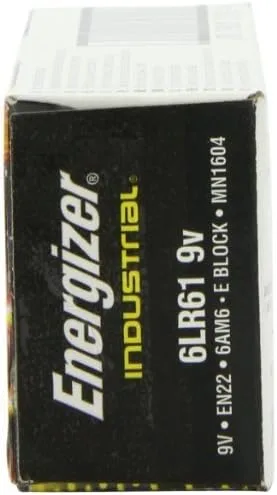 Energizer®
INDUSTRIAL®
6LR61 9v
9V • EN22 • 6AM6 • E BLOCK • MN1604